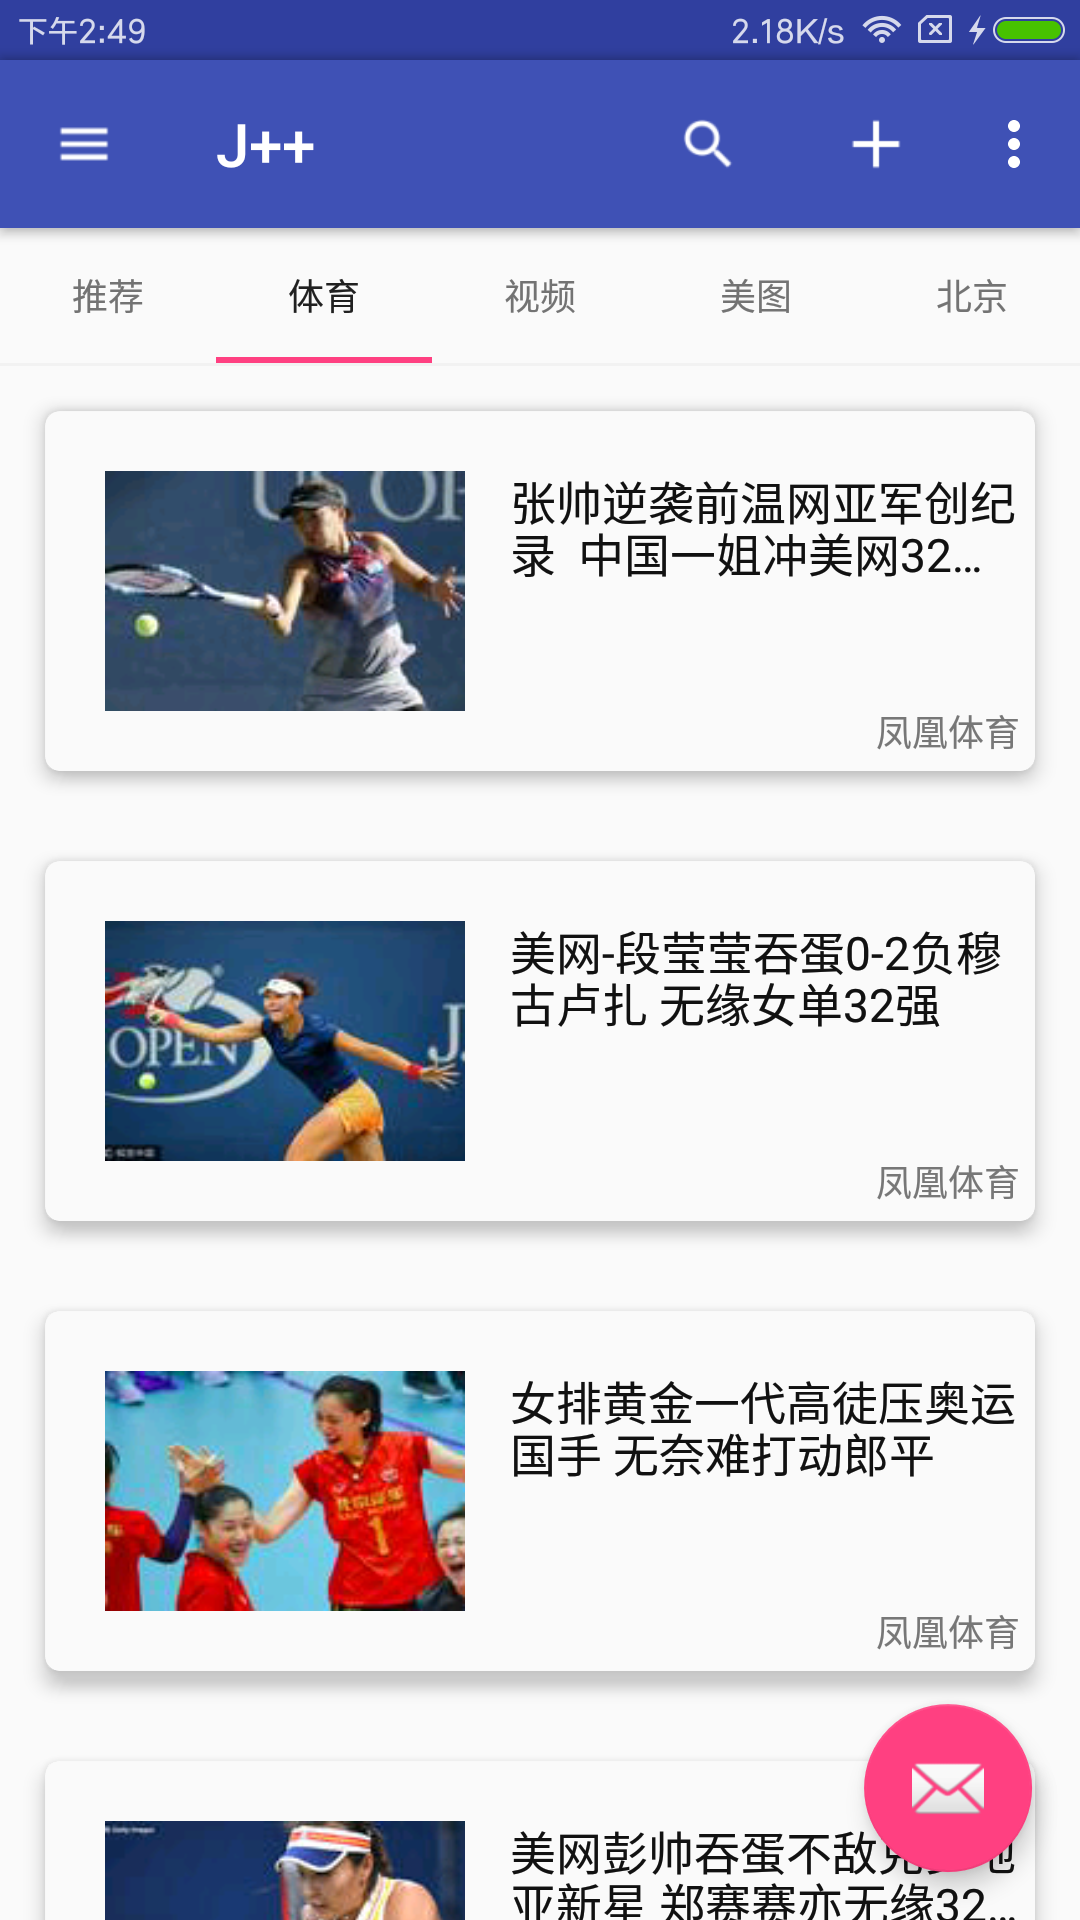 下午2:49
2.18K/s
J++
推荐
体育
视频
美图
北京
张帅逆袭前温网亚军创纪
录 中国一姐冲美网32...
凤凰体育
OPEN
美网-段莹莹吞蛋0-2负穆
古卢扎 无缘女单32强
凤凰体育
女排黄金一代高徒压奥运
国手 无奈难打动郎平
1
凤凰体育
美网彭帅吞蛋不敌
亚新星 郑赛赛亦无缘32...